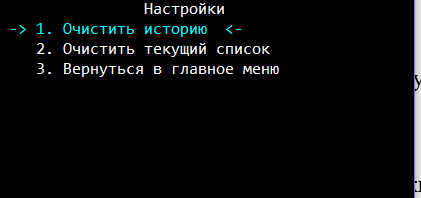 Настройки
-> 1. Очистить историю <-
2. Очистить текущий список
3. Вернуться в главное меню